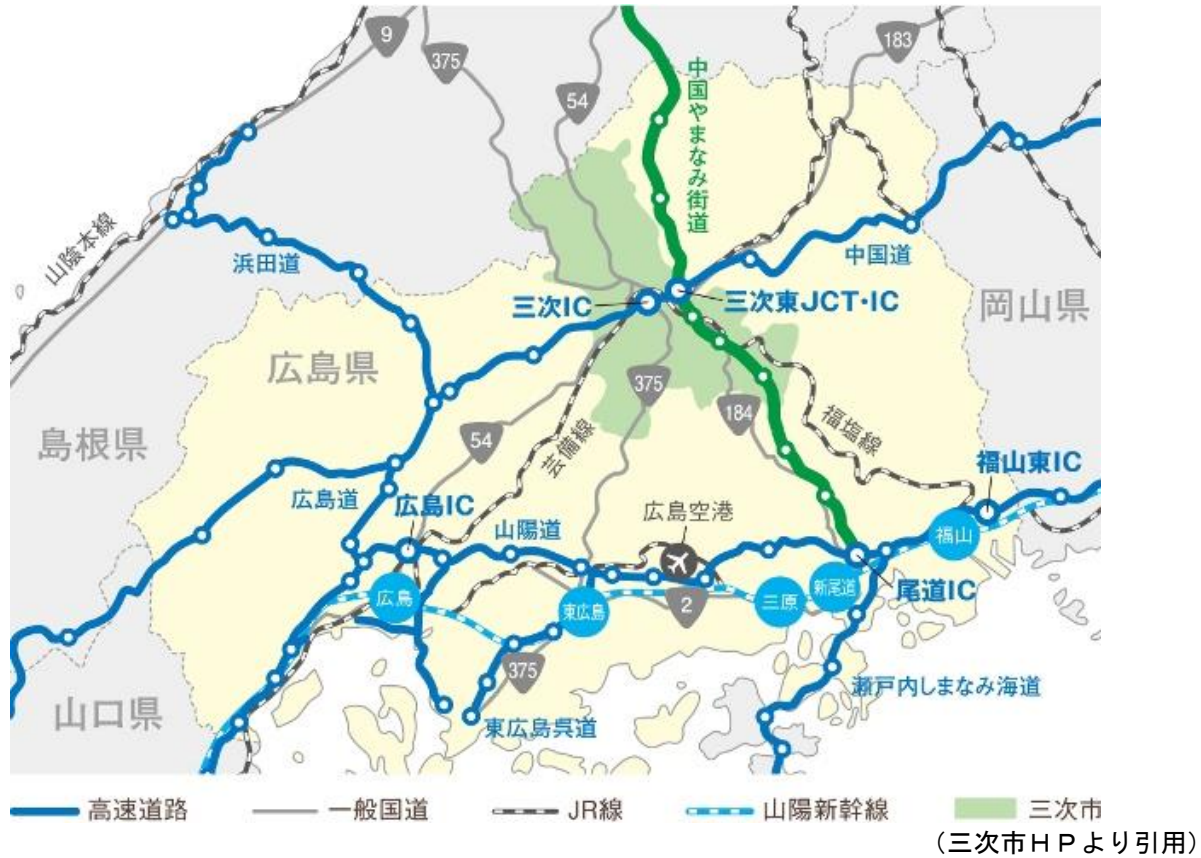 9
375
54
183
中国やまなみ街道
山陰本線
浜田道
中国道
三次IC
三次東JCT・IC
岡山県
広島県
375
島根県
54
184
芸備線
福塩線
福山東IC
広島道
広島IC
山陽道
広島空港
福山
広島
東広島
2
三原
新尾道
尾道IC
375
山口県
東広島呉道
瀬戸内しまなみ海道
高速道路
一般国道
JR線
山陽新幹線
三次市
(三次市HPより引用)